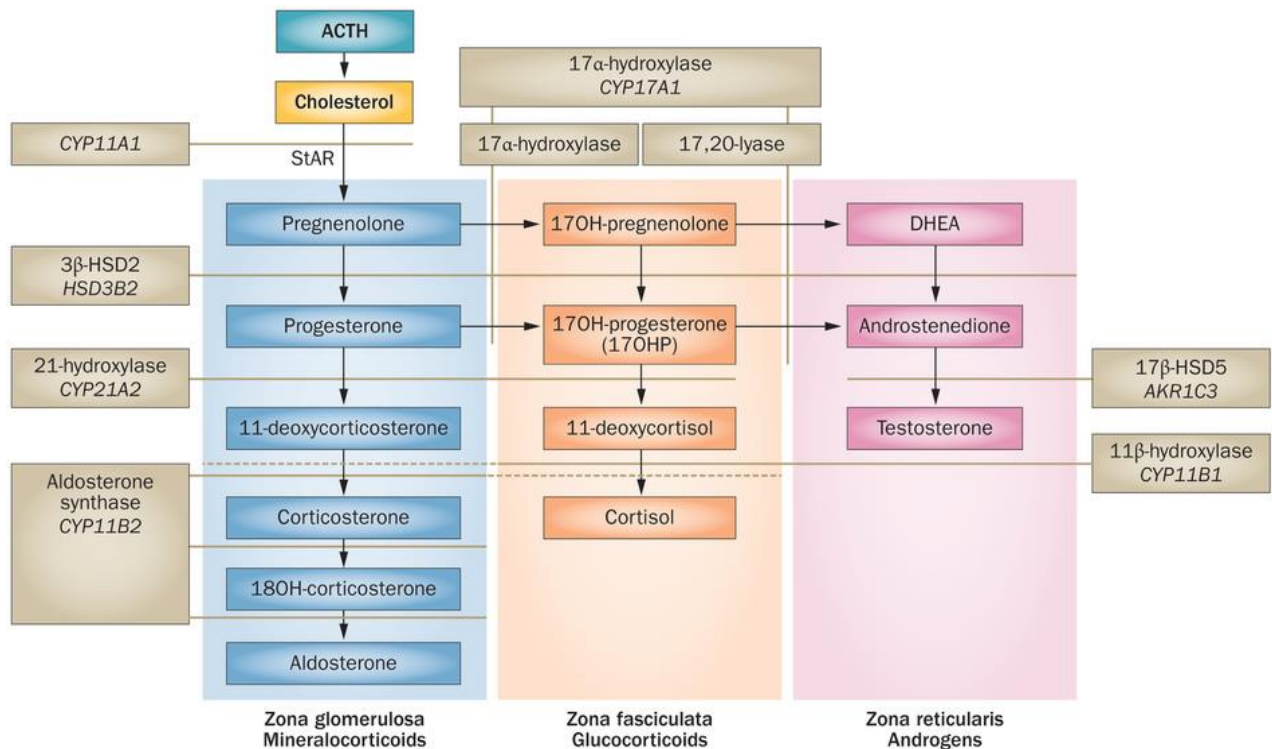 ACTH
17α-hydroxylase
CYP17A1
Cholesterol
CYP11A1
17α-hydroxylase
17,20-lyase
StAR
Pregnenolone
17OH-pregnenolone
DHEA
3β-HSD2
HSD3B2
Progesterone
17OH-progesterone
(17OHP)
Androstenedione
21-hydroxylase
CYP21A2
17β-HSD5
AKR1C3
11-deoxycorticosterone
11-deoxycortisol
Testosterone
11β-hydroxylase
CYP11B1
Aldosterone
synthase
CYP11B2
Corticosterone
Cortisol
18OH-corticosterone
Aldosterone
Zona glomerulosa
Mineralocorticoids
Zona fasciculata
Glucocorticoids
Zona reticularis
Androgens